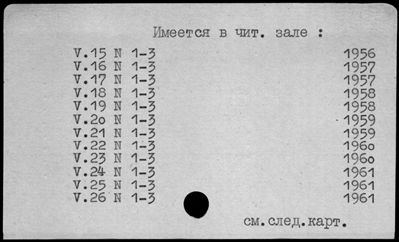 Имеется в чит. зале :
V.15 N 1-3 1956
V.16 N 1-3 1957
V.17 N 1-3 1957
V.18 N 1-3 1958
V.19 N 1-3 1958
V.2o N 1-3 1959
V.21 N 1-3 1959
V.22 N 1-3 196o
V.23 N 1-3 196o
V.24 N 1-3 1961
V.25 N 1-3 1961
V.26 N 1-3 1961
см.след.карт.